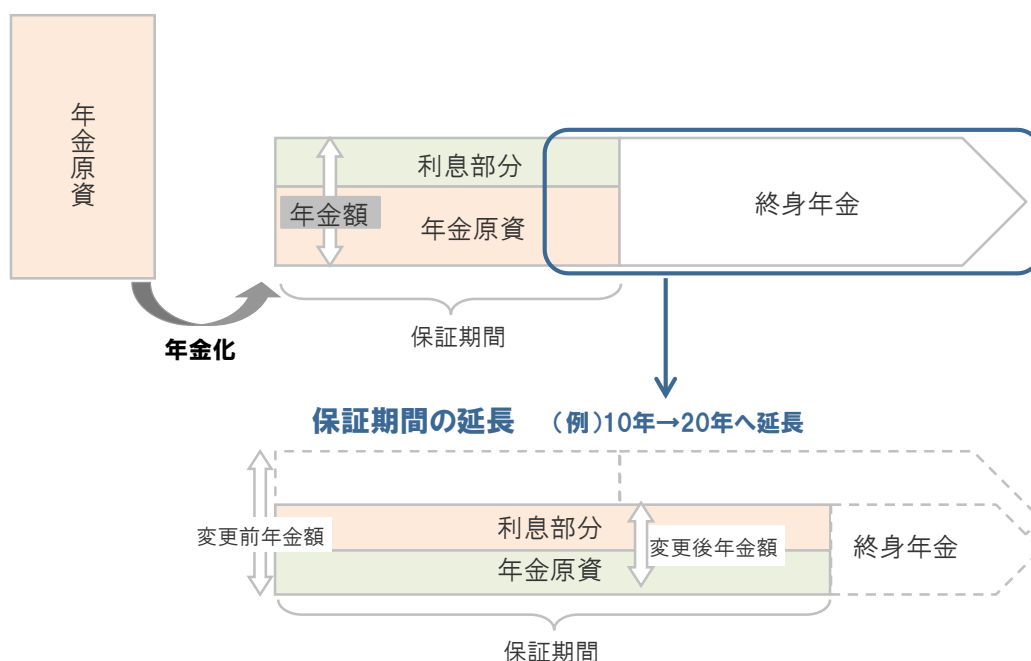 年金原資
利息部分
年金額
年金原資
終身年金
保証期間
年金化
保証期間の延長 (例)10年→20年へ延長
変更前年金額
利息部分
変更後年金額
年金原資
終身年金
保証期間